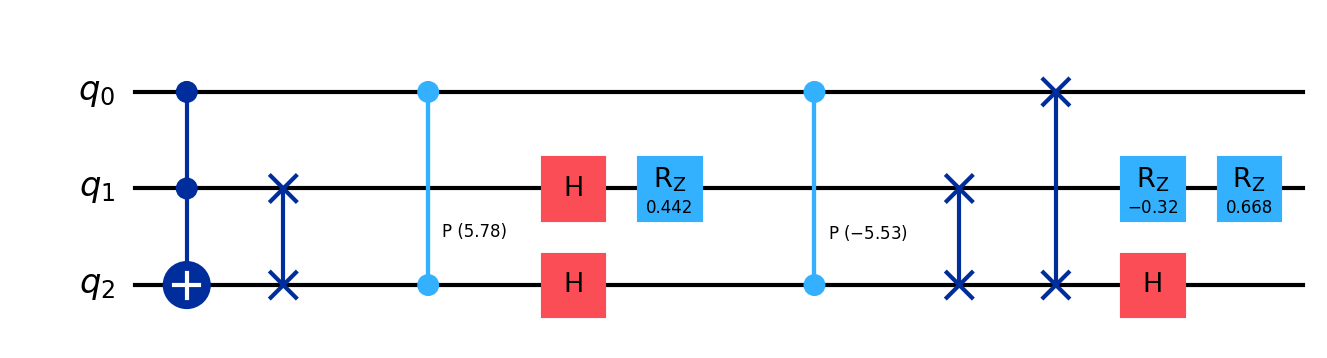 q0
q1 H RZ 0.442 RZ −0.32 RZ 0.668
P (5.78) P (−5.53)
q2 H H